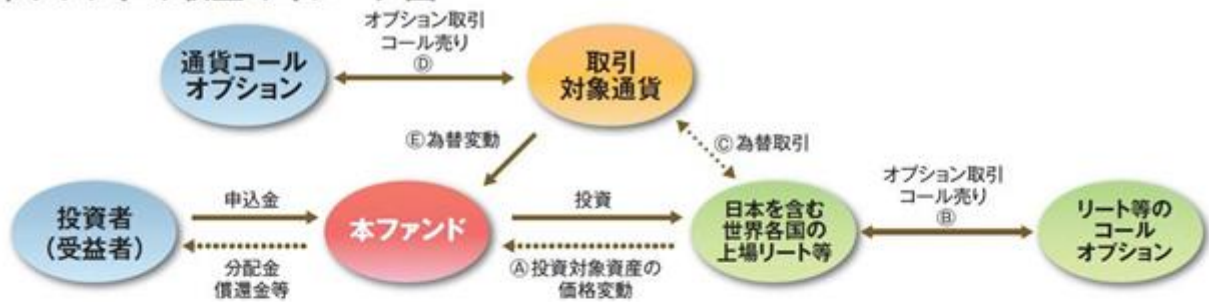 オプション取引
コール売り
Ⓓ
通貨コール
オプション
取引
対象通貨
Ⓔ為替変動
Ⓒ為替取引
オプション取引
コール売り
Ⓑ
投資者
(受益者)
申込金
本ファンド
投資
日本を含む
世界各国の
上場リート等
リート等の
コール
オプション
分配金
償還金等
Ⓐ投資対象資産の
価格変動